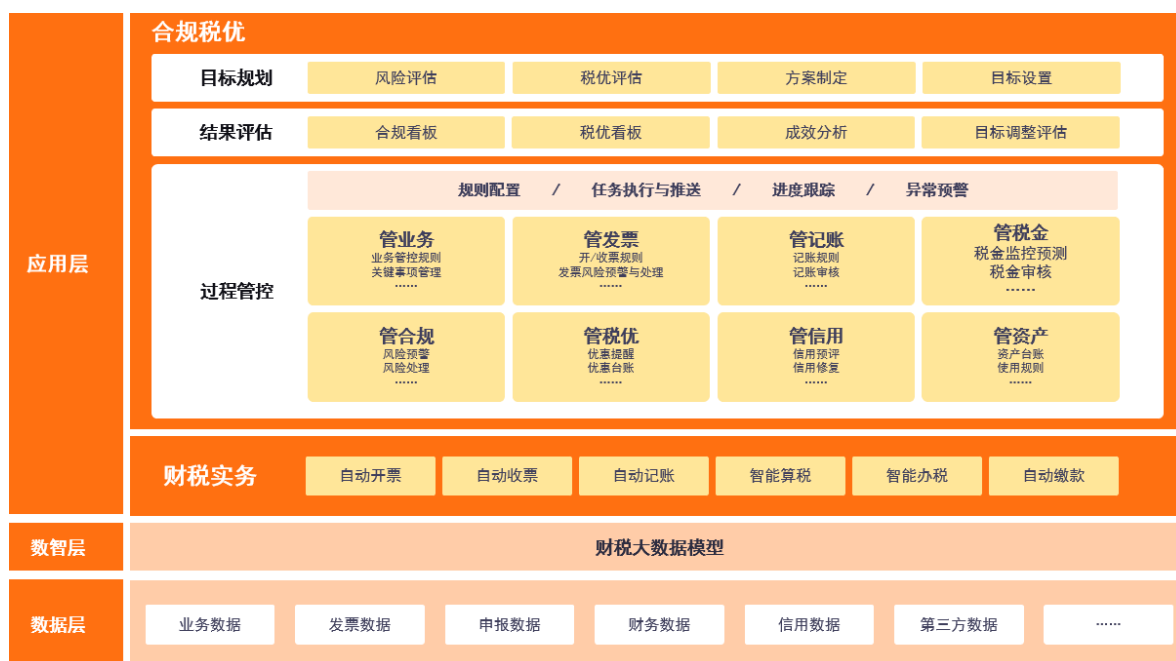 合规税优
目标规划
风险评估
税优评估
方案制定
目标设置
结果评估
合规看板
税优看板
成效分析
目标调整评估
应用层
过程管控
规则配置 / 任务执行与推送 / 进度跟踪 / 异常预警
管业务
业务管控规则
关键事项管理
……
管发票
开/收票规则
发票风险预警与处理
……
管记账
记账规则
记账审核
……
管税金
税金监控预测
税金审核
……
管合规
风险预警
风险处理
……
管税优
优惠提醒
优惠台账
……
管信用
信用预评
信用修复
……
管资产
资产台账
使用规则
……
财税实务
自动开票
自动收票
自动记账
智能算税
智能办税
自动缴款
数智层
财税大数据模型
数据层
业务数据
发票数据
申报数据
财务数据
信用数据
第三方数据
……